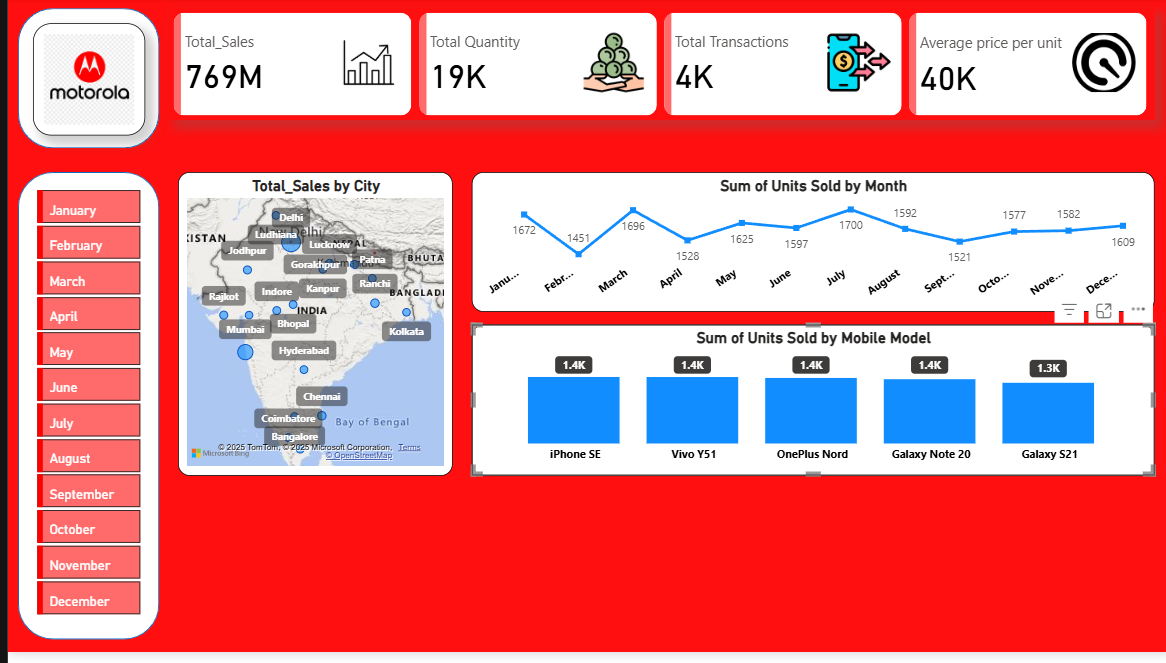 motorola
Total_Sales
769M
Total Quantity
19K
Total Transactions
4K
Average price per unit
40K
January
February
March
April
May
June
July
August
September
October
November
December
Total_Sales by City
Delhi
New Delhi
Ludhiana
Lucknow
Jodhpur
Gorakhpur
Patna
Rajkot
Indore
Kanpur
Ranchi
INDIA
Mumbai
Bhopal
Kolkata
Hyderabad
Chennai
Coimbatore
Bay of Bengal
Bangalore
© 2025 TomTom, © 2025 Microsoft Corporation, Terms
Microsoft Bing
© OpenStreetMap
Sum of Units Sold by Month
1672
1451
1696
1528
1625
1597
1700
1592
1521
1577
1582
1609
Janu...
Febr...
March
April
May
June
July
August
Sept...
Octo...
Nove...
Dece...
Sum of Units Sold by Mobile Model
1.4K
1.4K
1.4K
1.4K
1.3K
iPhone SE
Vivo Y51
OnePlus Nord
Galaxy Note 20
Galaxy S21